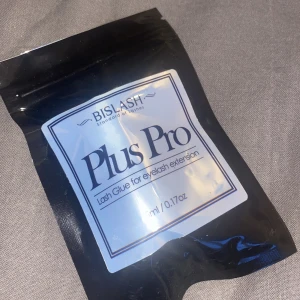 BISLASH
Plus Pro
Lash Glue for eyelash extension
ml / 0.17oz